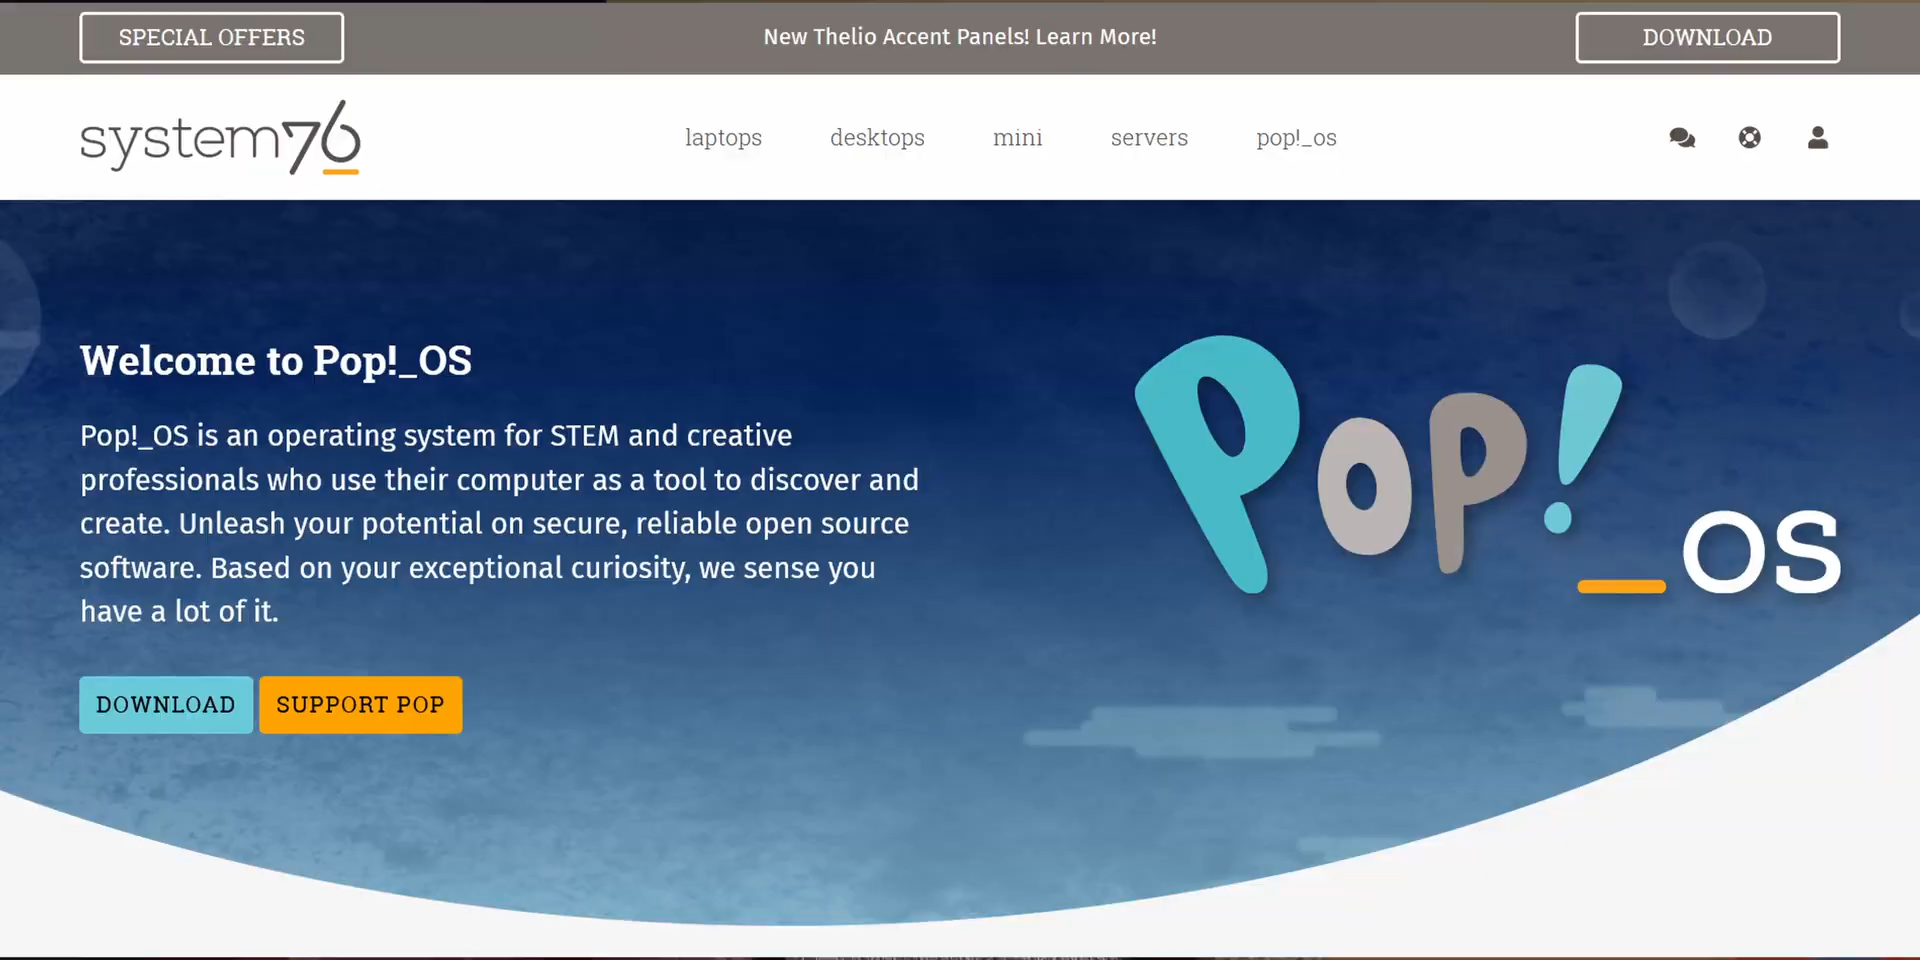 SPECIAL OFFERS
New Thelio Accent Panels! Learn More!
DOWNLOAD
system76
laptops
desktops
mini
servers
pop!_os
Welcome to Pop!_OS
Pop!_OS is an operating system for STEM and creative
professionals who use their computer as a tool to discover and
create. Unleash your potential on secure, reliable open source
software. Based on your exceptional curiosity, we sense you
have a lot of it.
DOWNLOAD
SUPPORT POP
Pop!_OS